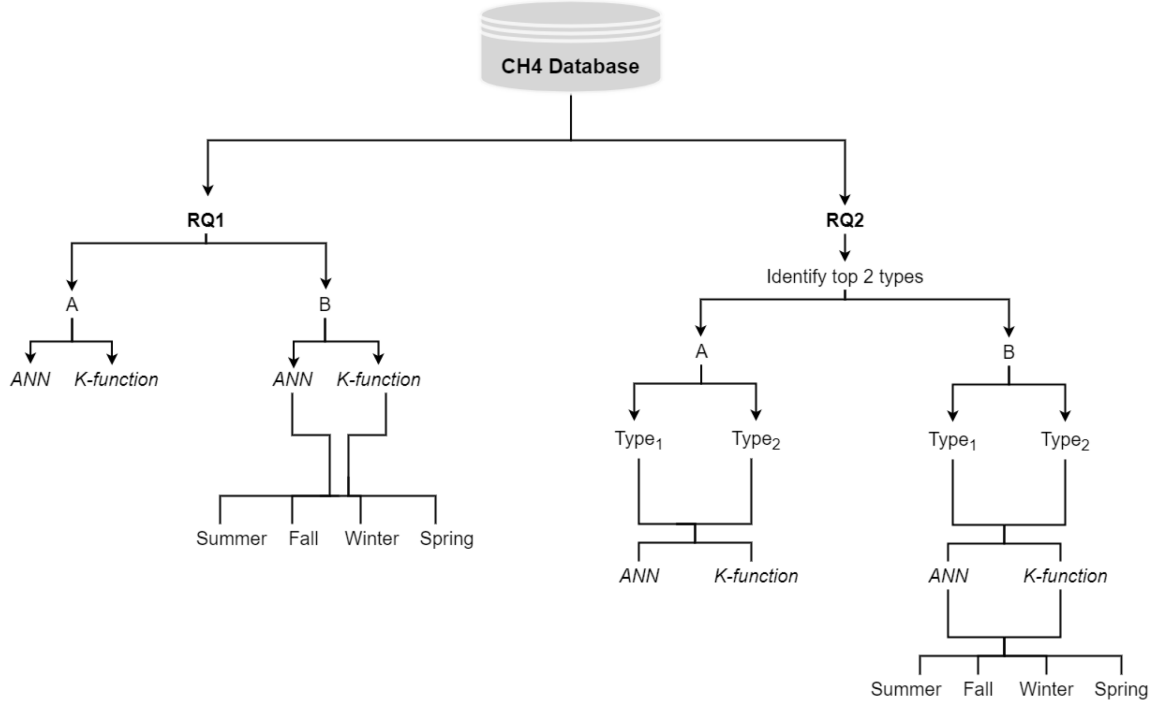 CH4 Database
RQ1
RQ2
Identify top 2 types
A
B
A
B
ANN K-function
ANN K-function
Type₁ Type₂
Type₁ Type₂
Summer Fall Winter Spring
ANN K-function
ANN K-function
Summer Fall Winter Spring